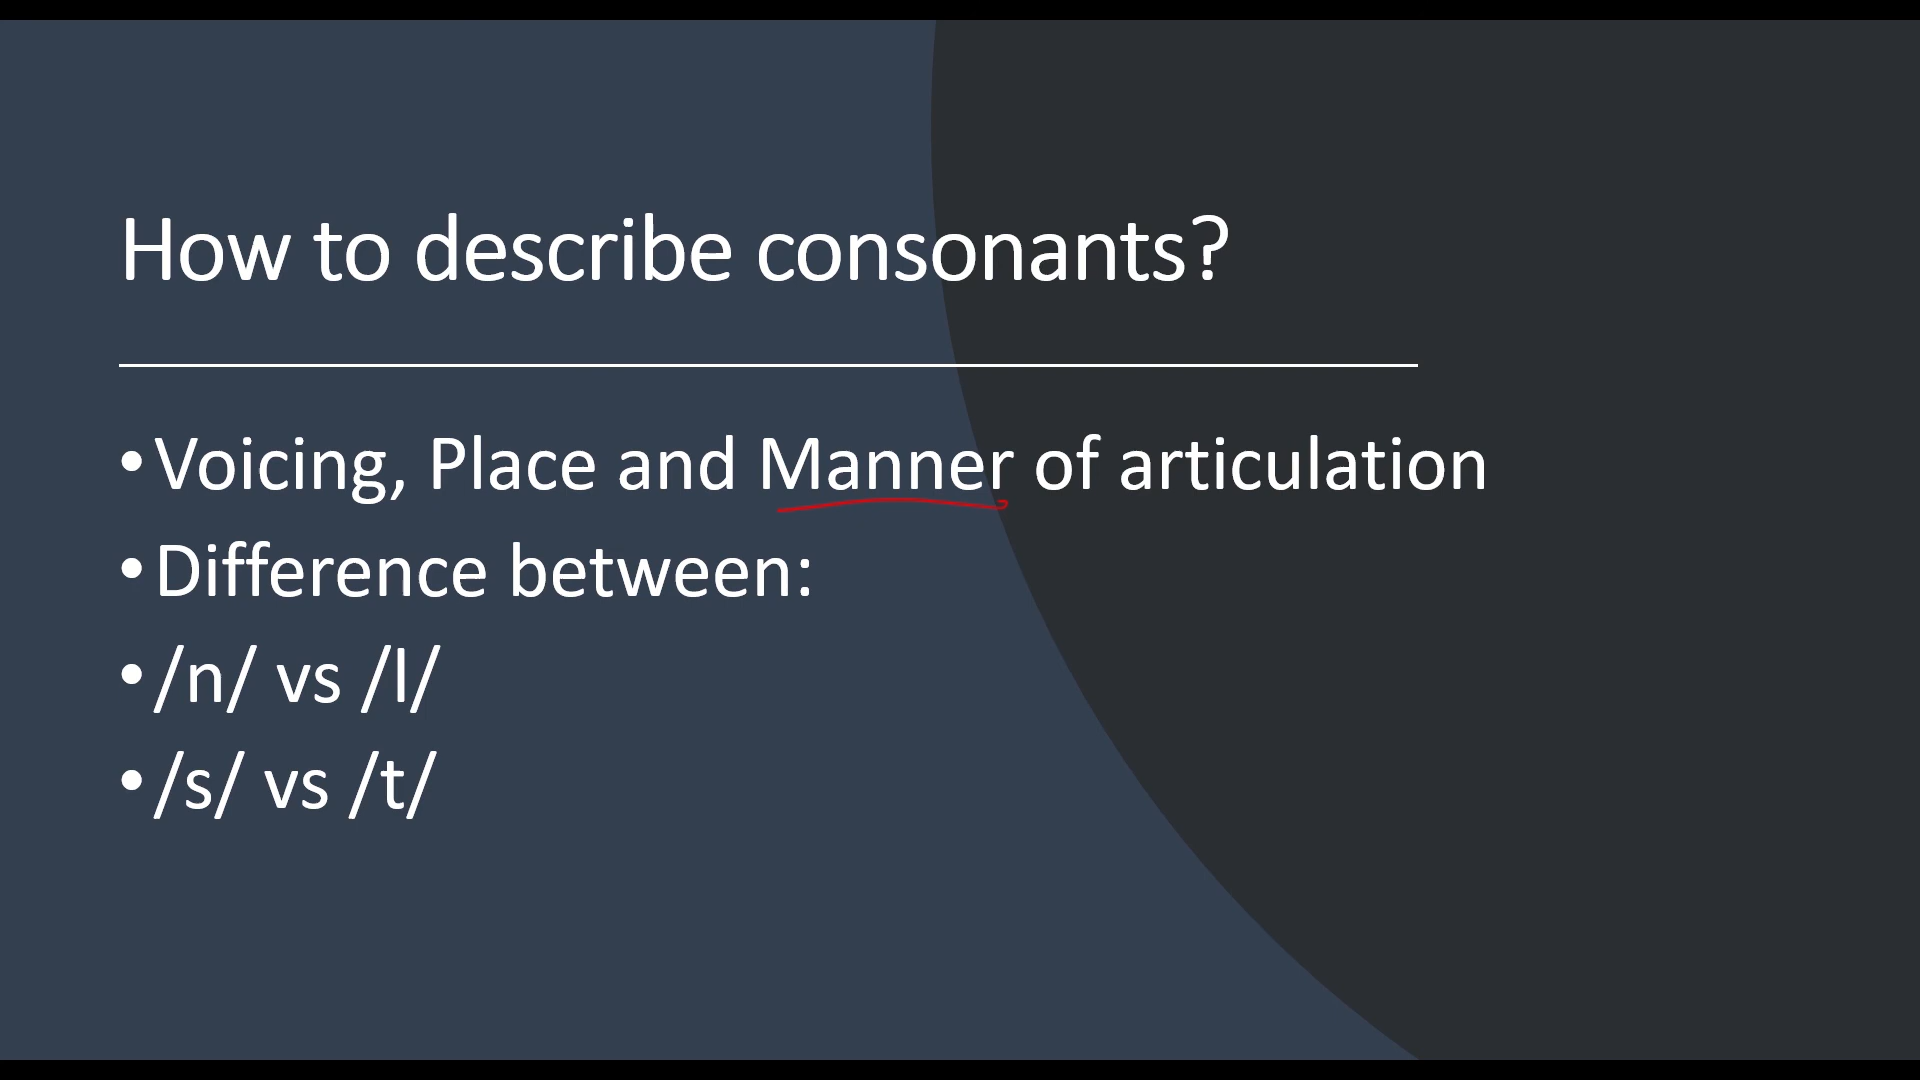 How to describe consonants?
•Voicing, Place and Manner of articulation
•Difference between:
•/n/ vs /l/
•/s/ vs /t/